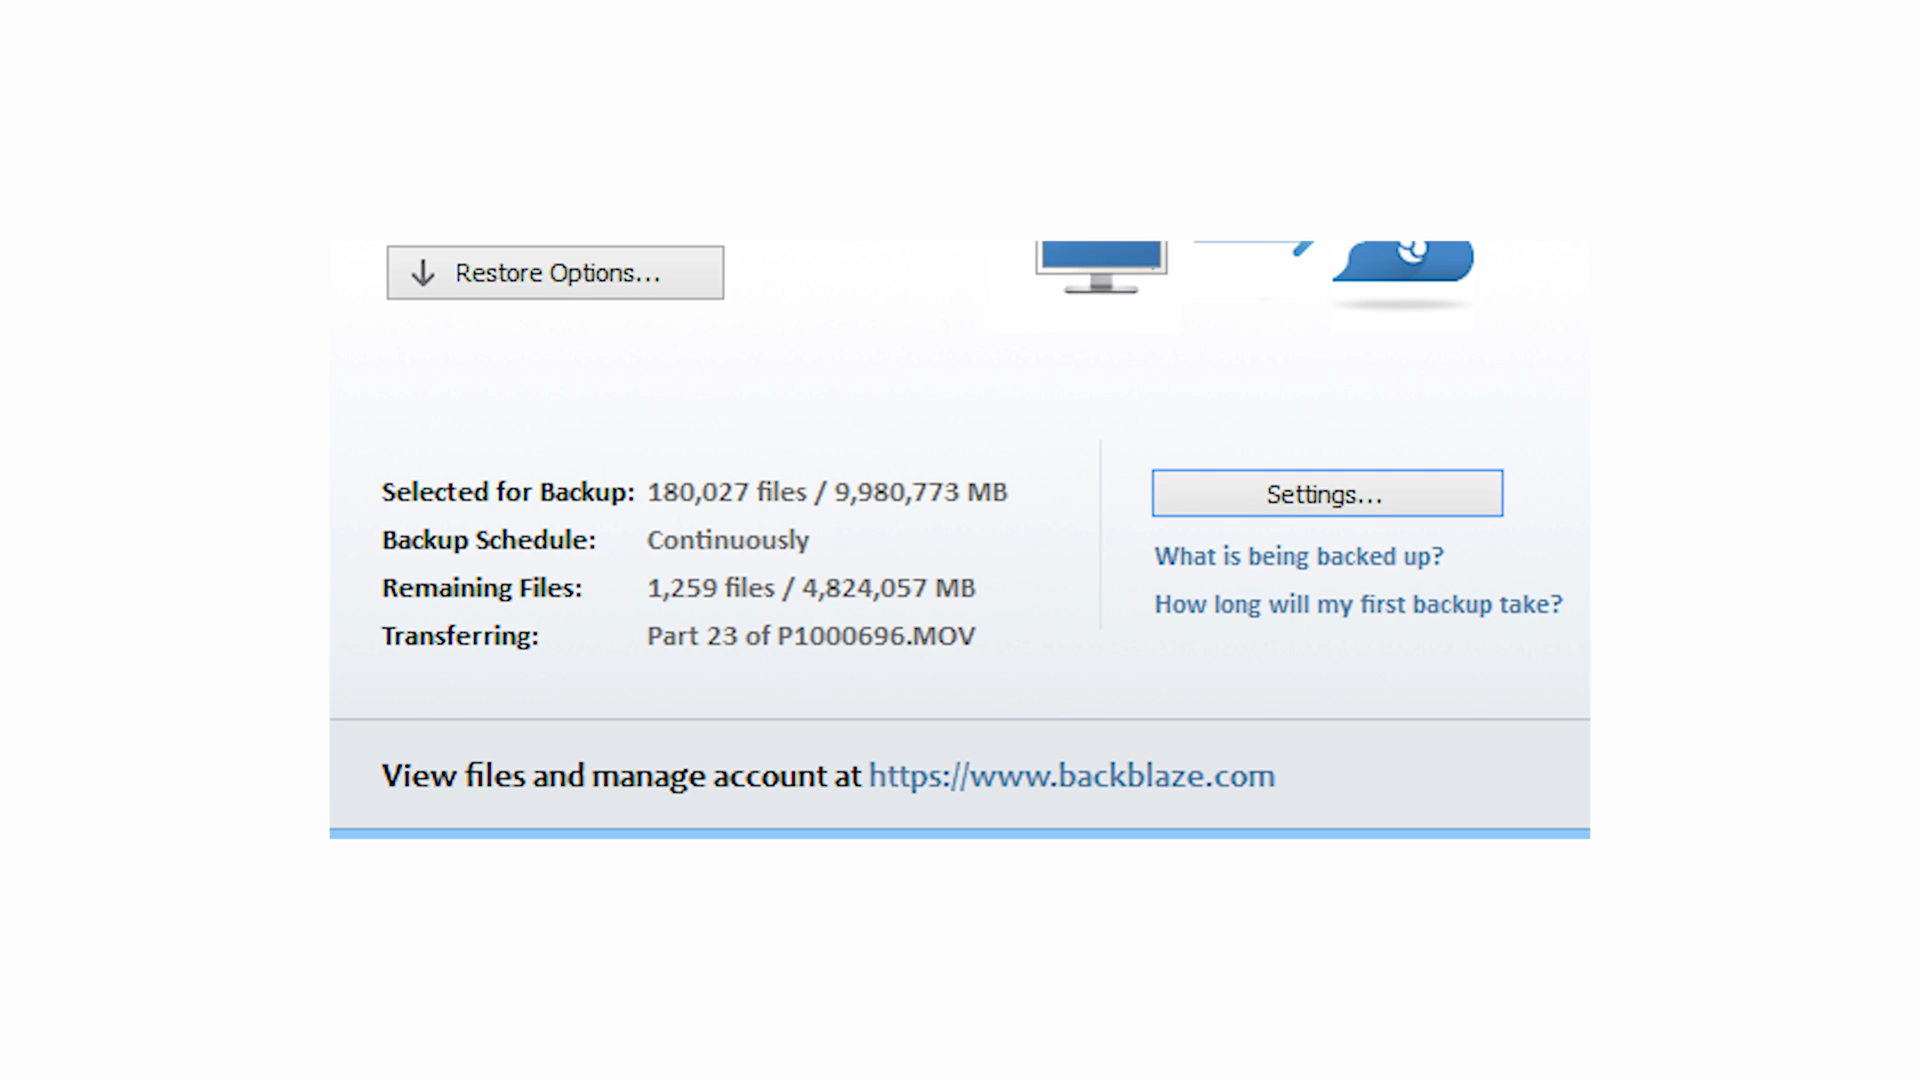 Restore Options...
Selected for Backup: 180,027 files / 9,980,773 MB
Backup Schedule: Continuously
Remaining Files: 1,259 files / 4,824,057 MB
Transferring: Part 23 of P1000696.MOV
Settings...
What is being backed up?
How long will my first backup take?
View files and manage account at https://www.backblaze.com